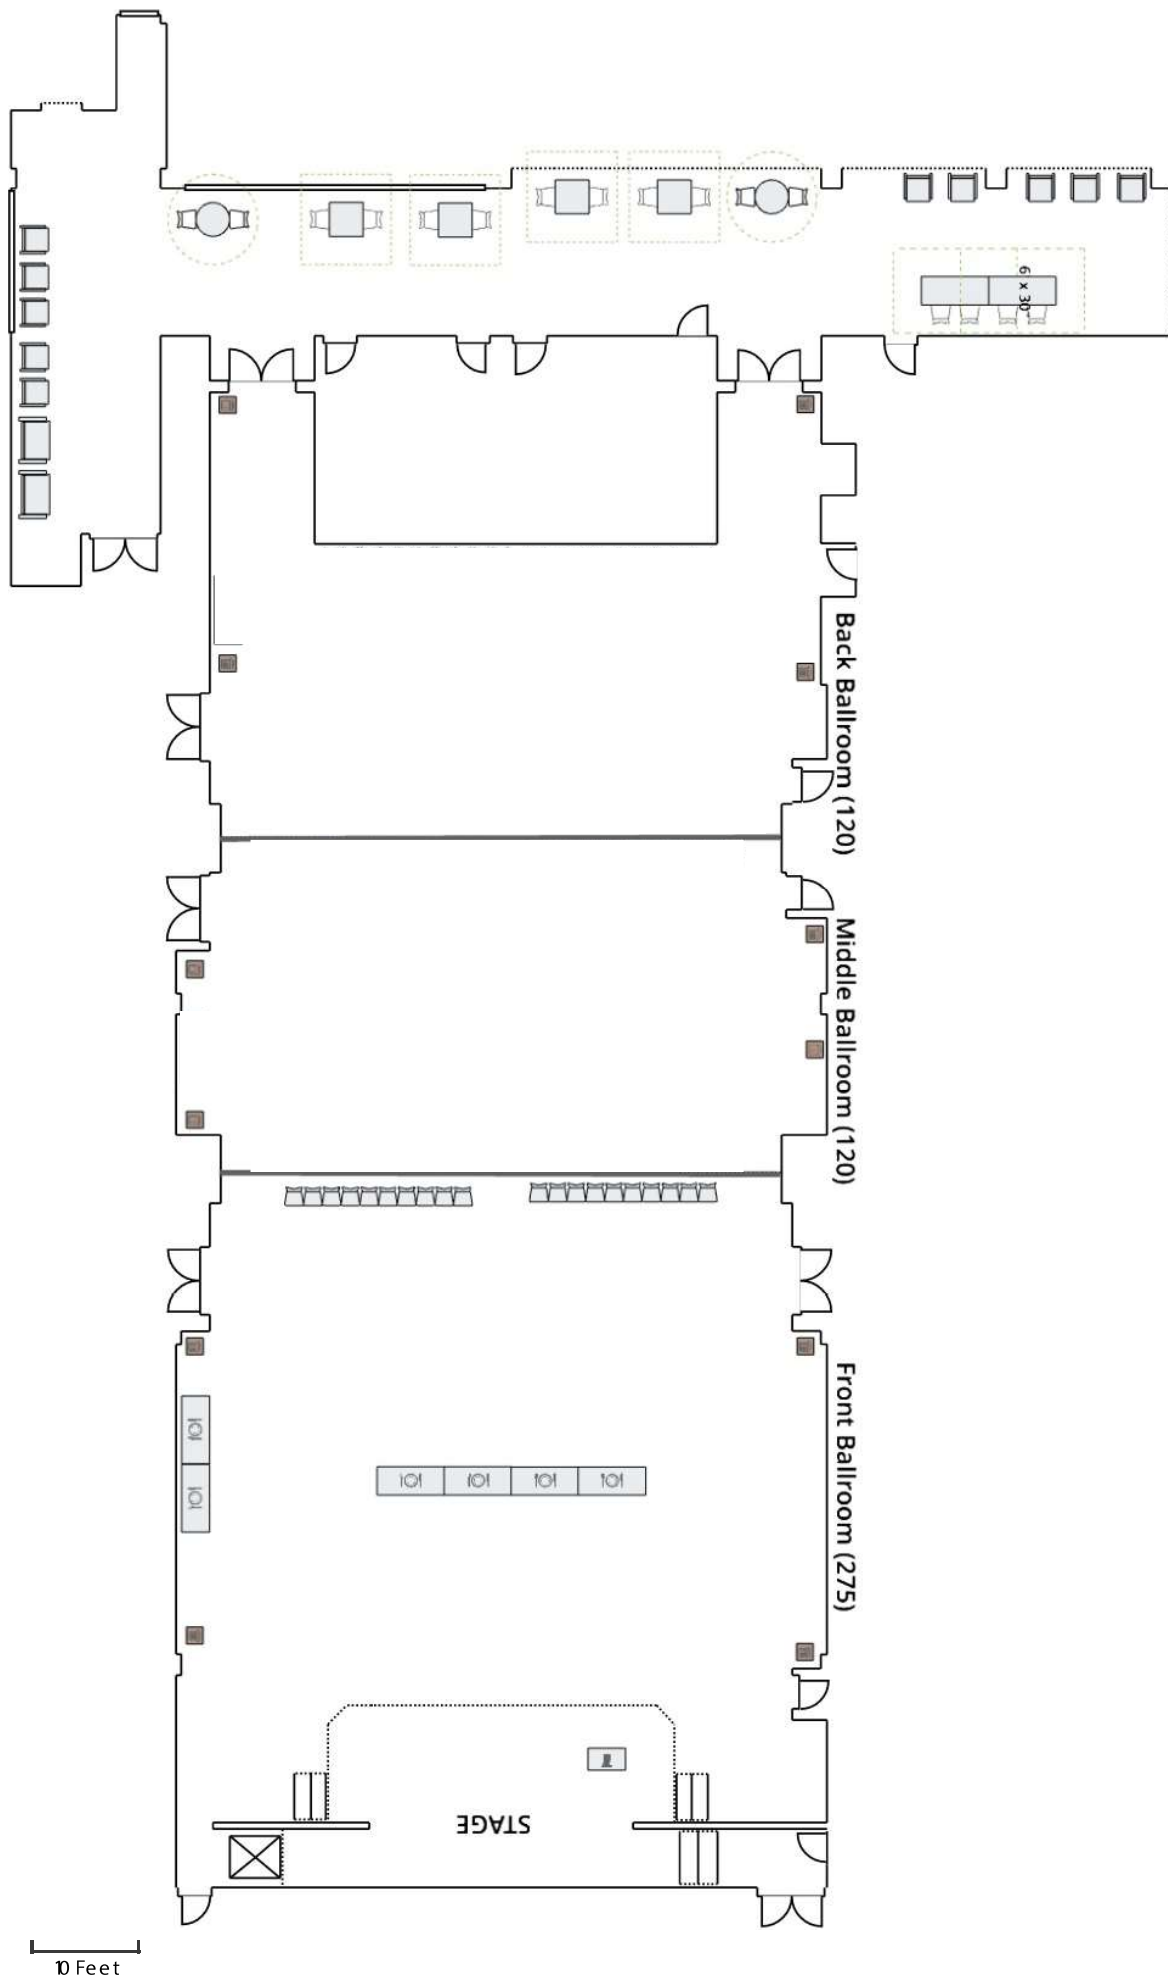 6 x 30"
Back Ballroom (120)
Middle Ballroom (120)
Front Ballroom (275)
STAGE
10 Feet